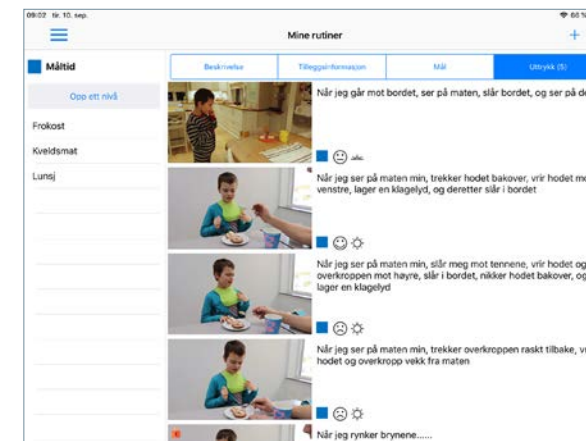 09:02 tir. 10. sep.
Mine rutiner
+
Måltid
Beskrivelse
Tilleggsinformasjon
Mål
Uttrykk (5)
Opp ett nivå
Frokost
Kveldsmat
Lunsj
Når jeg går mot bordet, ser på maten, slår bordet, og ser på
Når jeg ser på maten min, trekker hodet bakover, vrir hodet
venstre, lager en klagelyd, og deretter slår i bordet
Når jeg ser på maten min, slår meg mot tennene, vrir hodet og
overkroppen mot høyre, slår i bordet, nikker hodet bakover, og
lager en klagelyd
Når jeg ser på maten min, trekker overkroppen raskt tilbake,
hodet og overkropp vekk fra maten
Når jeg rynker brynene......